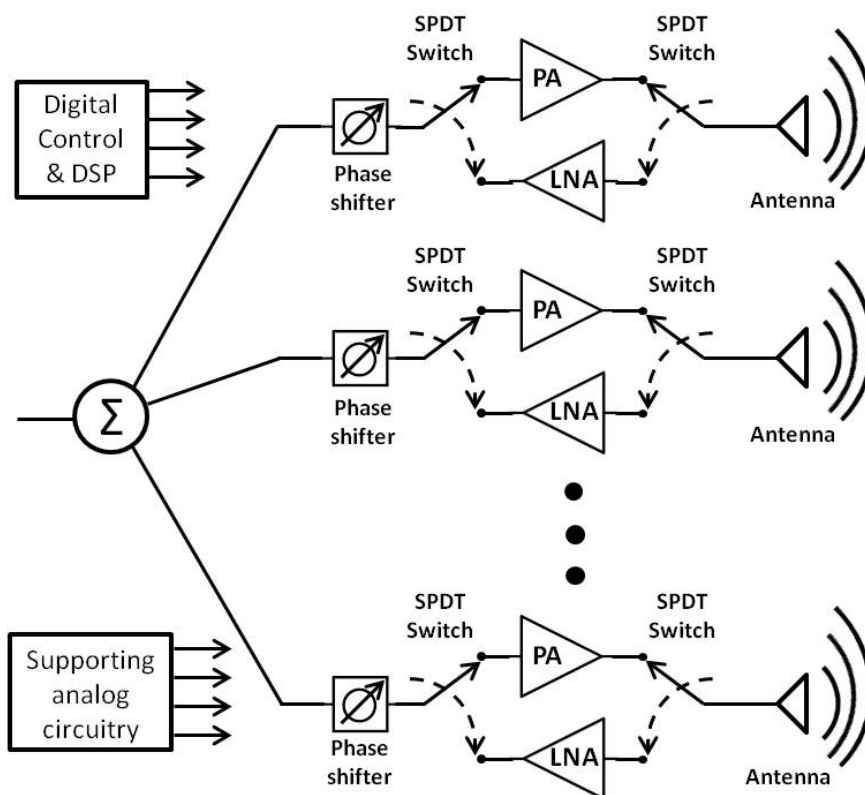 SPDT
Switch
SPDT
Switch
Digital
Control
& DSP
PA
Phase
shifter
LNA
Antenna
SPDT
Switch
SPDT
Switch
PA
Phase
shifter
LNA
Antenna
Σ
SPDT
Switch
SPDT
Switch
Supporting
analog
circuitry
PA
Phase
shifter
LNA
Antenna